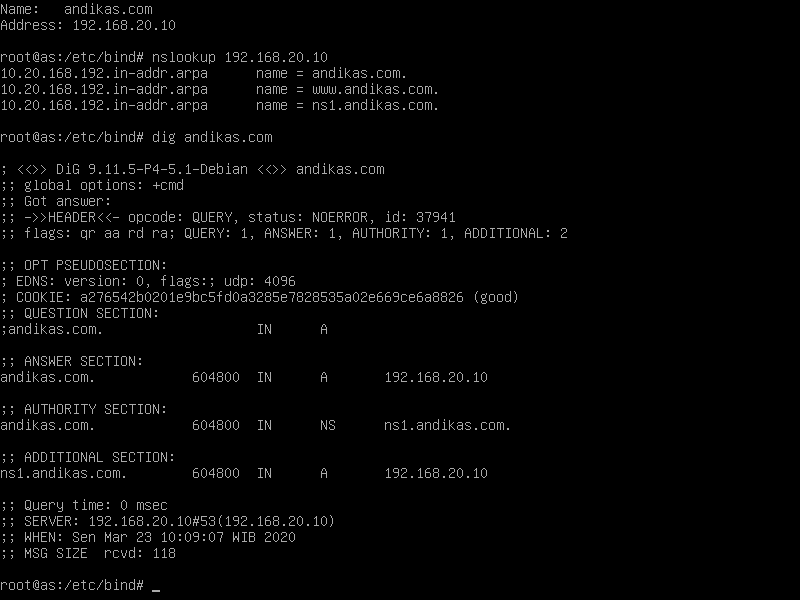 Name:   andikas.com
Address: 192.168.20.10
root@as:/etc/bind# nslookup 192.168.20.10
10.20.168.192.in-addr.arpa      name = andikas.com.
10.20.168.192.in-addr.arpa      name = www.andikas.com.
10.20.168.192.in-addr.arpa      name = ns1.andikas.com.
root@as:/etc/bind# dig andikas.com
; <<>> DiG 9.11.5-P4-5.1-Debian <<>> andikas.com
;; global options: +cmd
;; Got answer:
;; ->>HEADER<<- opcode: QUERY, status: NOERROR, id: 37941
;; flags: qr aa rd ra; QUERY: 1, ANSWER: 1, AUTHORITY: 1, ADDITIONAL: 2
;; OPT PSEUDOSECTION:
; EDNS: version: 0, flags:; udp: 4096
; COOKIE: a276542b0201e9bc5fd0a3285e7828535a02e669ce6a8826 (good)
;; QUESTION SECTION:
;andikas.com.                   IN      A
;; ANSWER SECTION:
andikas.com.            604800  IN      A       192.168.20.10
;; AUTHORITY SECTION:
andikas.com.            604800  IN      NS      ns1.andikas.com.
;; ADDITIONAL SECTION:
ns1.andikas.com.        604800  IN      A       192.168.20.10
;; Query time: 0 msec
;; SERVER: 192.168.20.10#53(192.168.20.10)
;; WHEN: Sen Mar 23 10:09:07 WIB 2020
;; MSG SIZE  rcvd: 118
root@as:/etc/bind# _